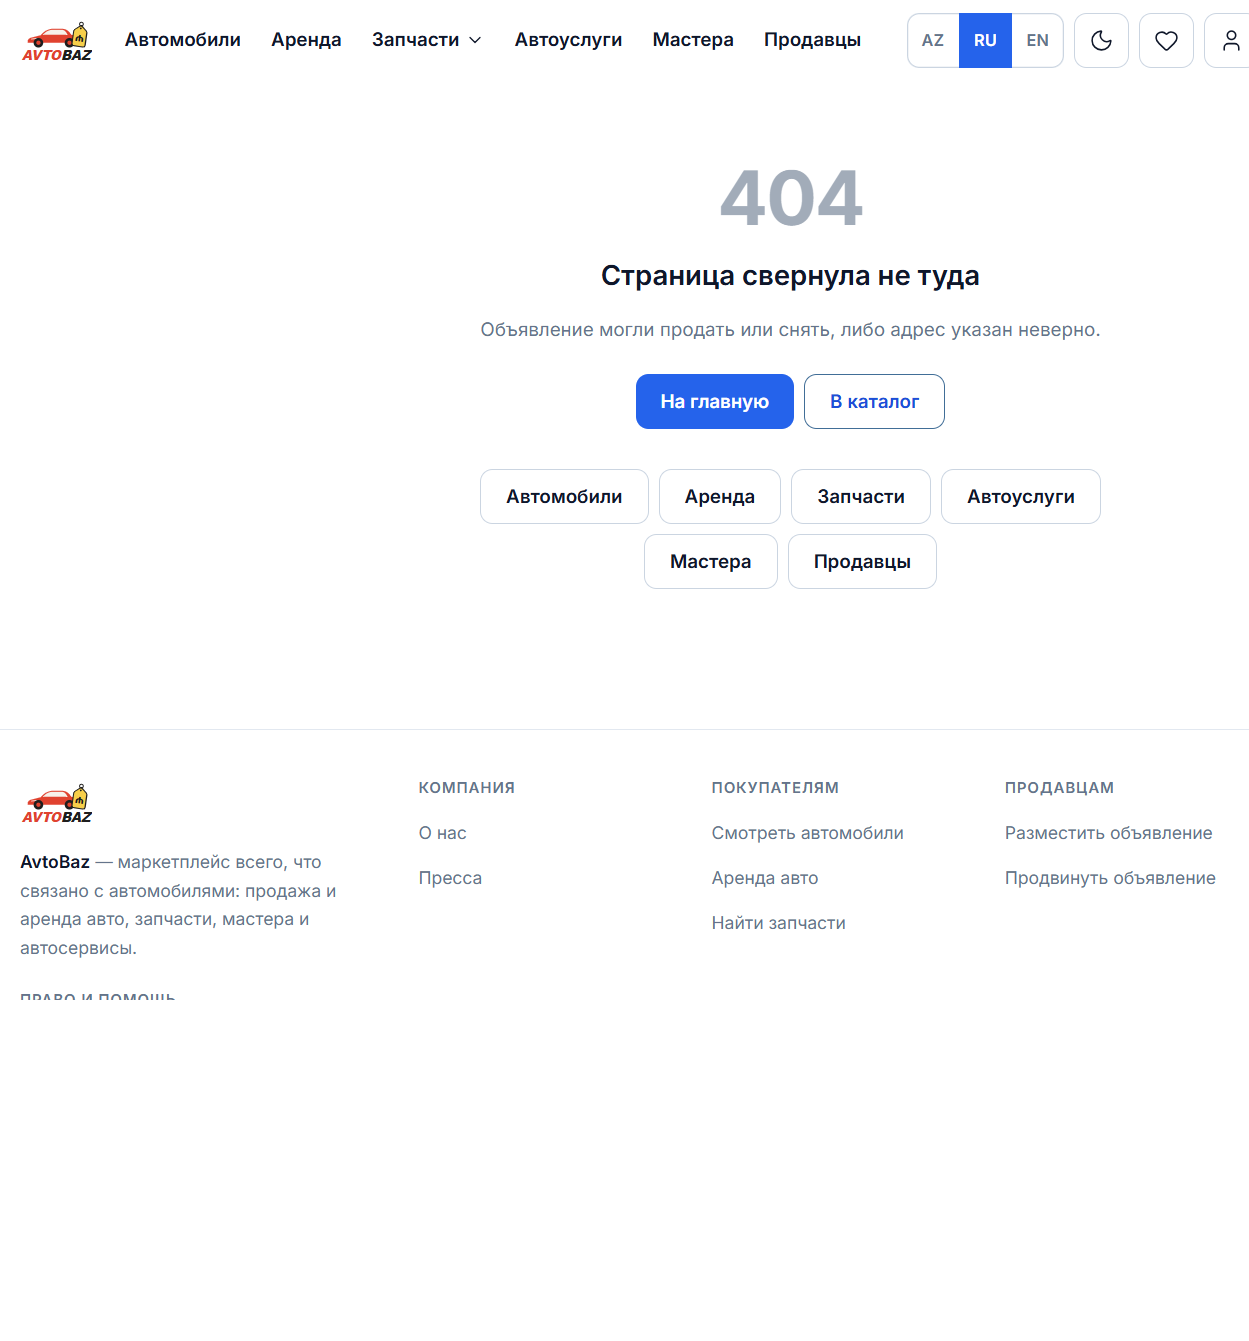 AVTOBAZ
Автомобили Аренда Запчасти Автоуслуги Мастера Продавцы AZ RU EN
404
Страница свернула не туда
Объявление могли продать или снять, либо адрес указан неверно.
На главную В каталог
Автомобили Аренда Запчасти Автоуслуги
Мастера Продавцы
AVTOBAZ
AvtoBaz — маркетплейс всего, что
связано с автомобилями: продажа и
аренда авто, запчасти, мастера и
автосервисы.
КОМПАНИЯ
О нас
Пресса
ПОКУПАТЕЛЯМ
Смотреть автомобили
Аренда авто
Найти запчасти
ПРОДАВЦАМ
Разместить объявление
Продвинуть объявление
ПРАВО И ПОМОЩЬ